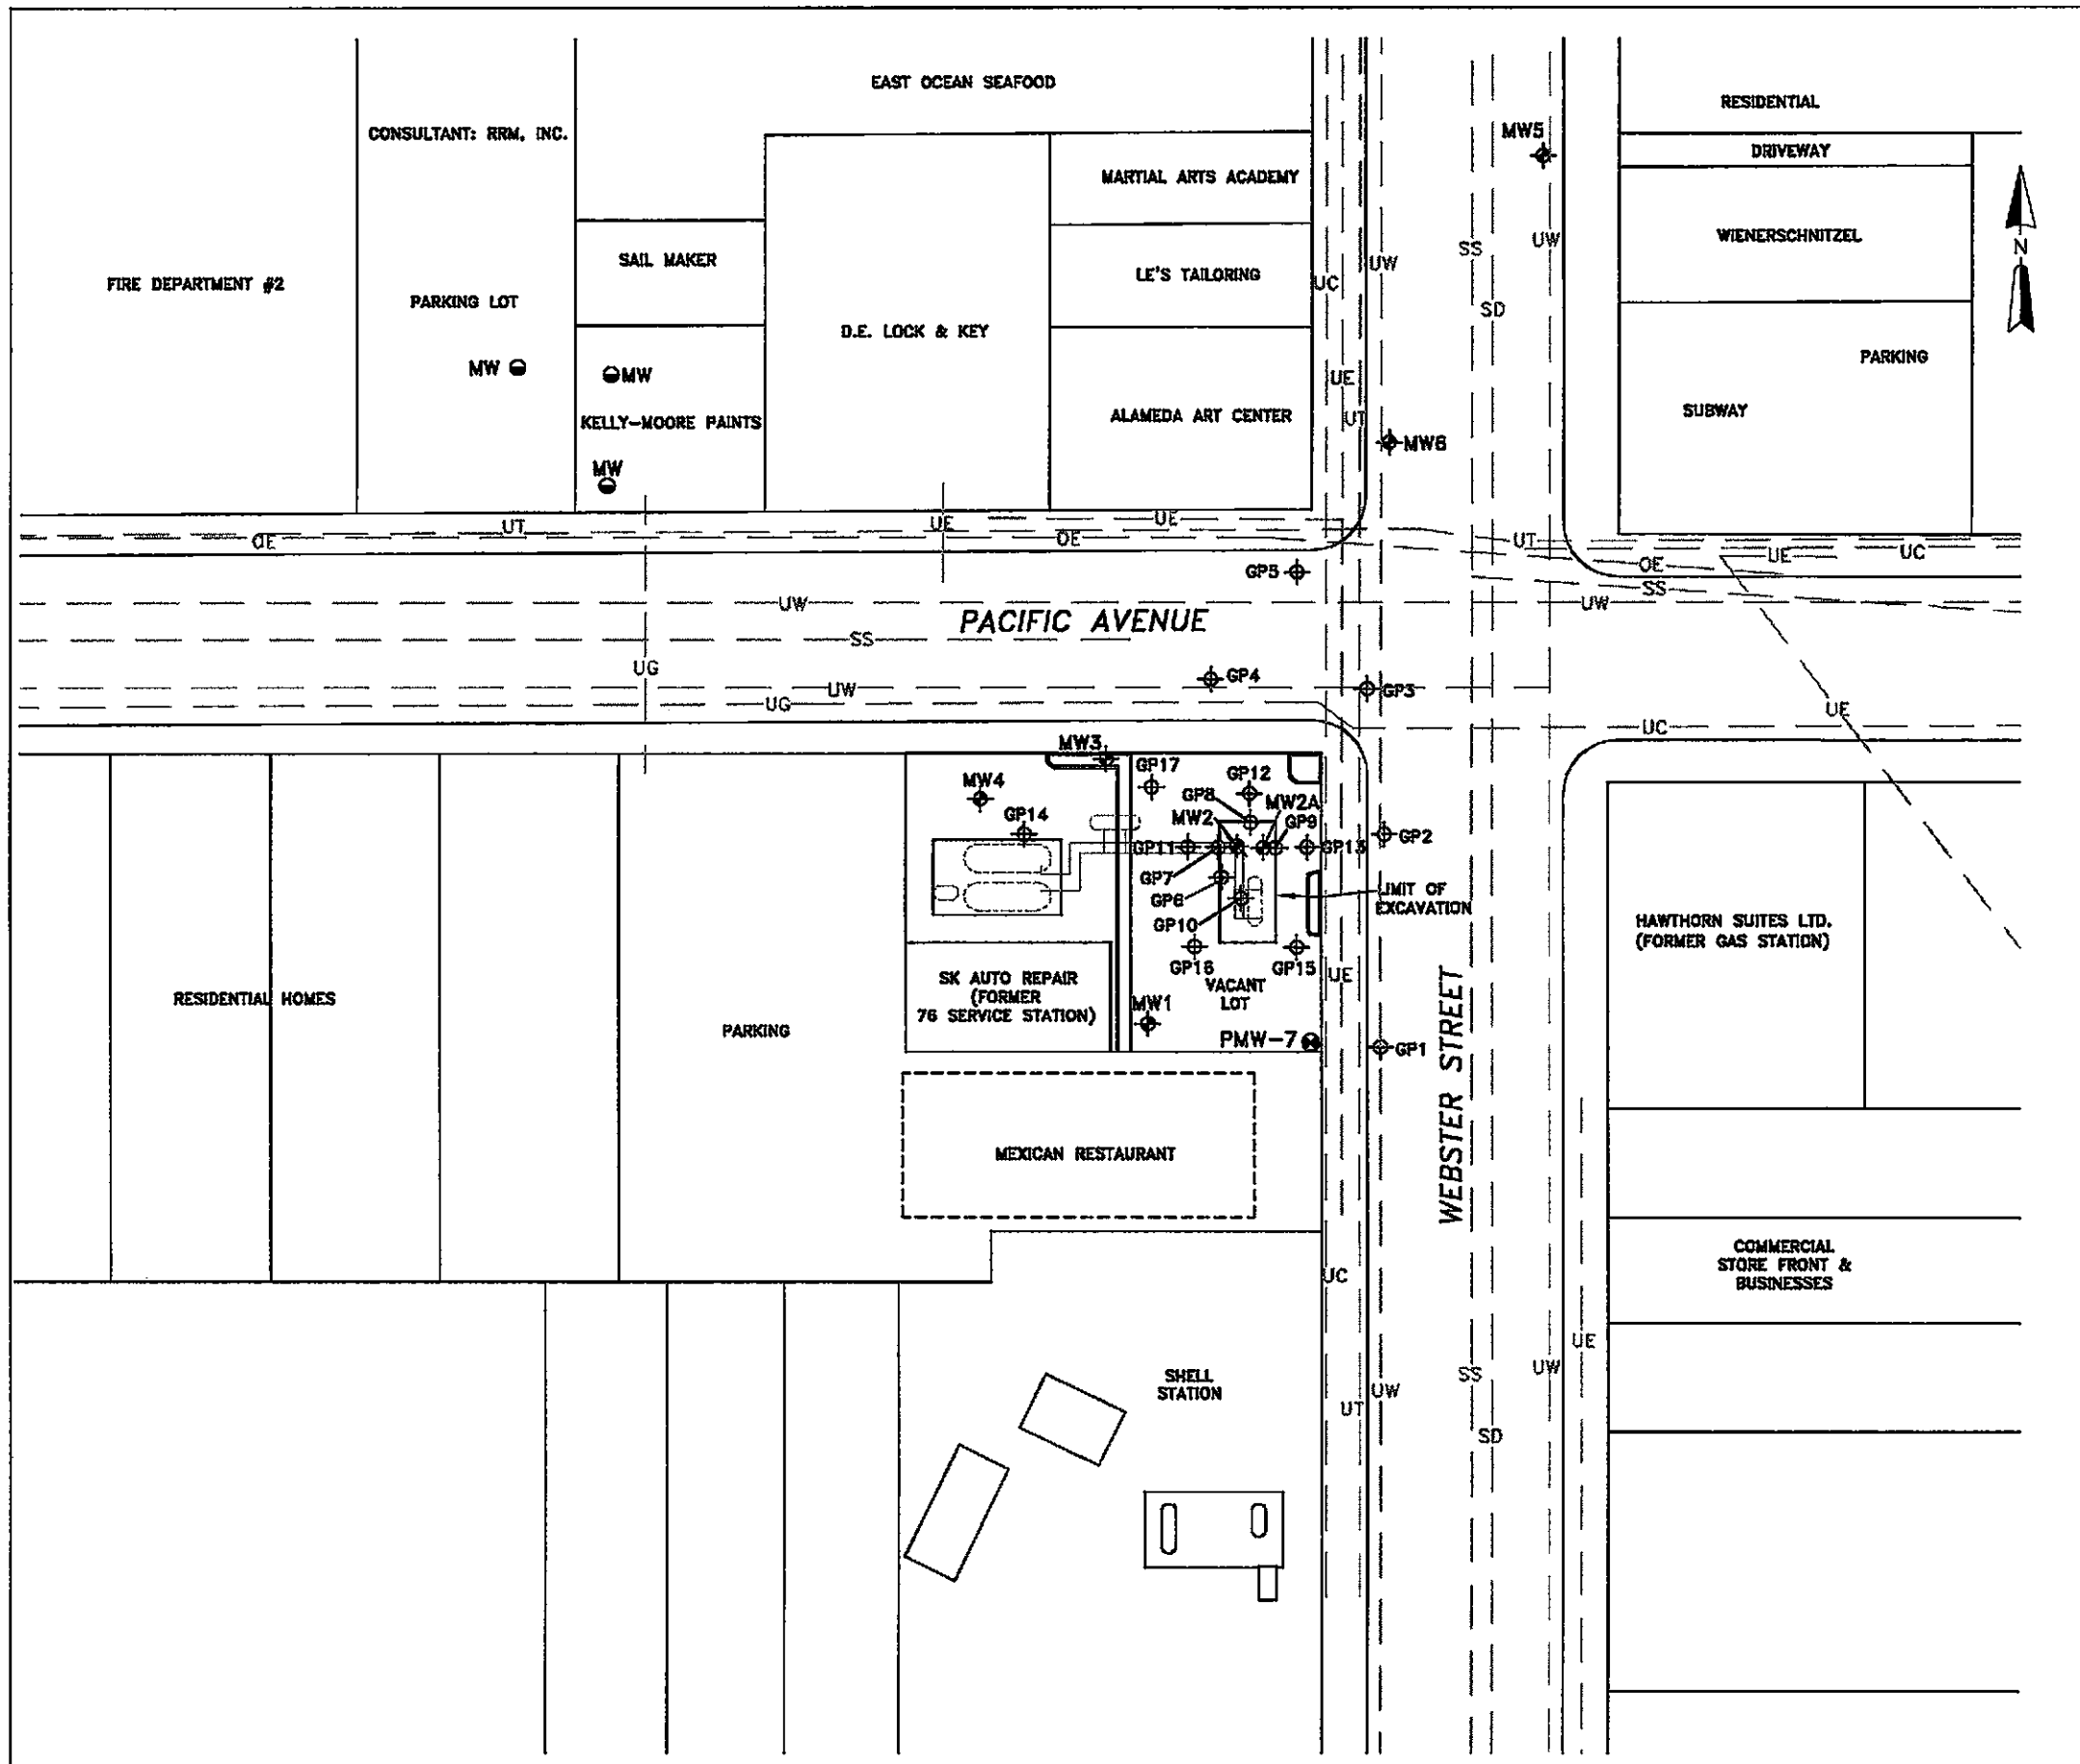 EAST OCEAN SEAFOOD
RESIDENTIAL
CONSULTANT: RRM, INC.
MW5
DRIVEWAY
MARTIAL ARTS ACADEMY
WIENERSCHNITZEL
SS
UW
N
SAIL MAKER
UW
LE'S TAILORING
UC
FIRE DEPARTMENT #2
PARKING LOT
SD
D.E. LOCK & KEY
PARKING
MW
MW
UE
SUBWAY
ALAMEDA ART CENTER
UT
KELLY-MOORE PAINTS
MW6
MW
UT
UE
UE
OE
OE
UT
UE
UC
OE
GP5
SS
UW
UW
PACIFIC AVENUE
SS
UG
GP4
UW
GP3
UG
UE
UC
MW3
GP17
GP12
MW4
GP8
MW2A
GP14
MW2
GP9
GP2
GP11
GP13
GP7
GP6
LIMIT OF
EXCAVATION
GP10
HAWTHORN SUITES LTD.
(FORMER GAS STATION)
GP16
GP15
SK AUTO REPAIR
(FORMER
76 SERVICE STATION)
VACANT
LOT
UE
RESIDENTIAL HOMES
MW1
PARKING
PMW-7
GP1
WEBSTER STREET
MEXICAN RESTAURANT
COMMERCIAL
STORE FRONT &
BUSINESSES
UC
UE
SHELL
STATION
SS
UW
UW
UT
SD